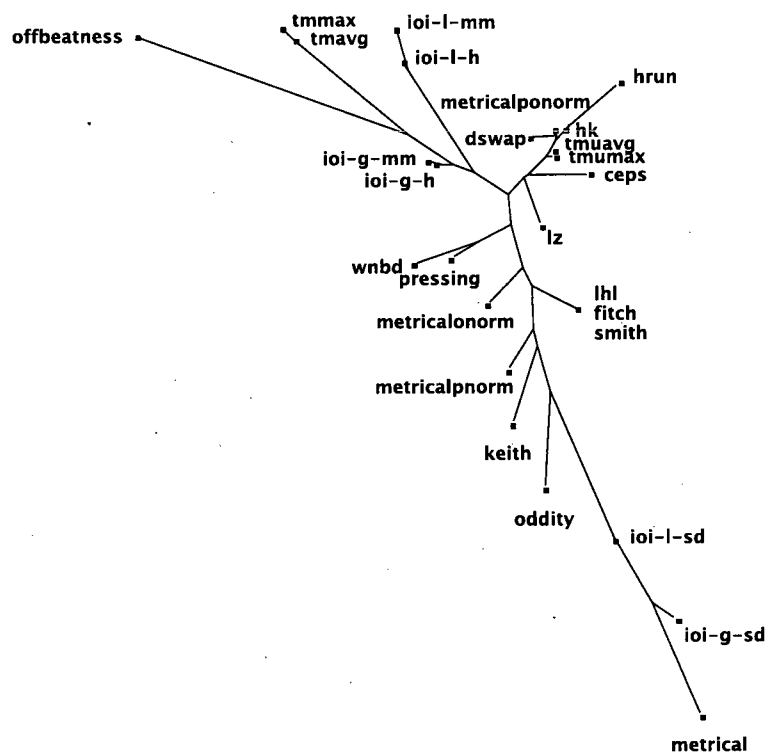 tmmax
ioi-l-mm
offbeatness
tmavg
ioi-l-h
hrun
metricalponorm
hk
dswap
tmuavg
ioi-g-mm
tmumax
ioi-g-h
ceps
lz
wnbd
pressing
lhl
fitch
smith
metricalonorm
metricalpnorm
keith
oddity
ioi-l-sd
ioi-g-sd
metrical